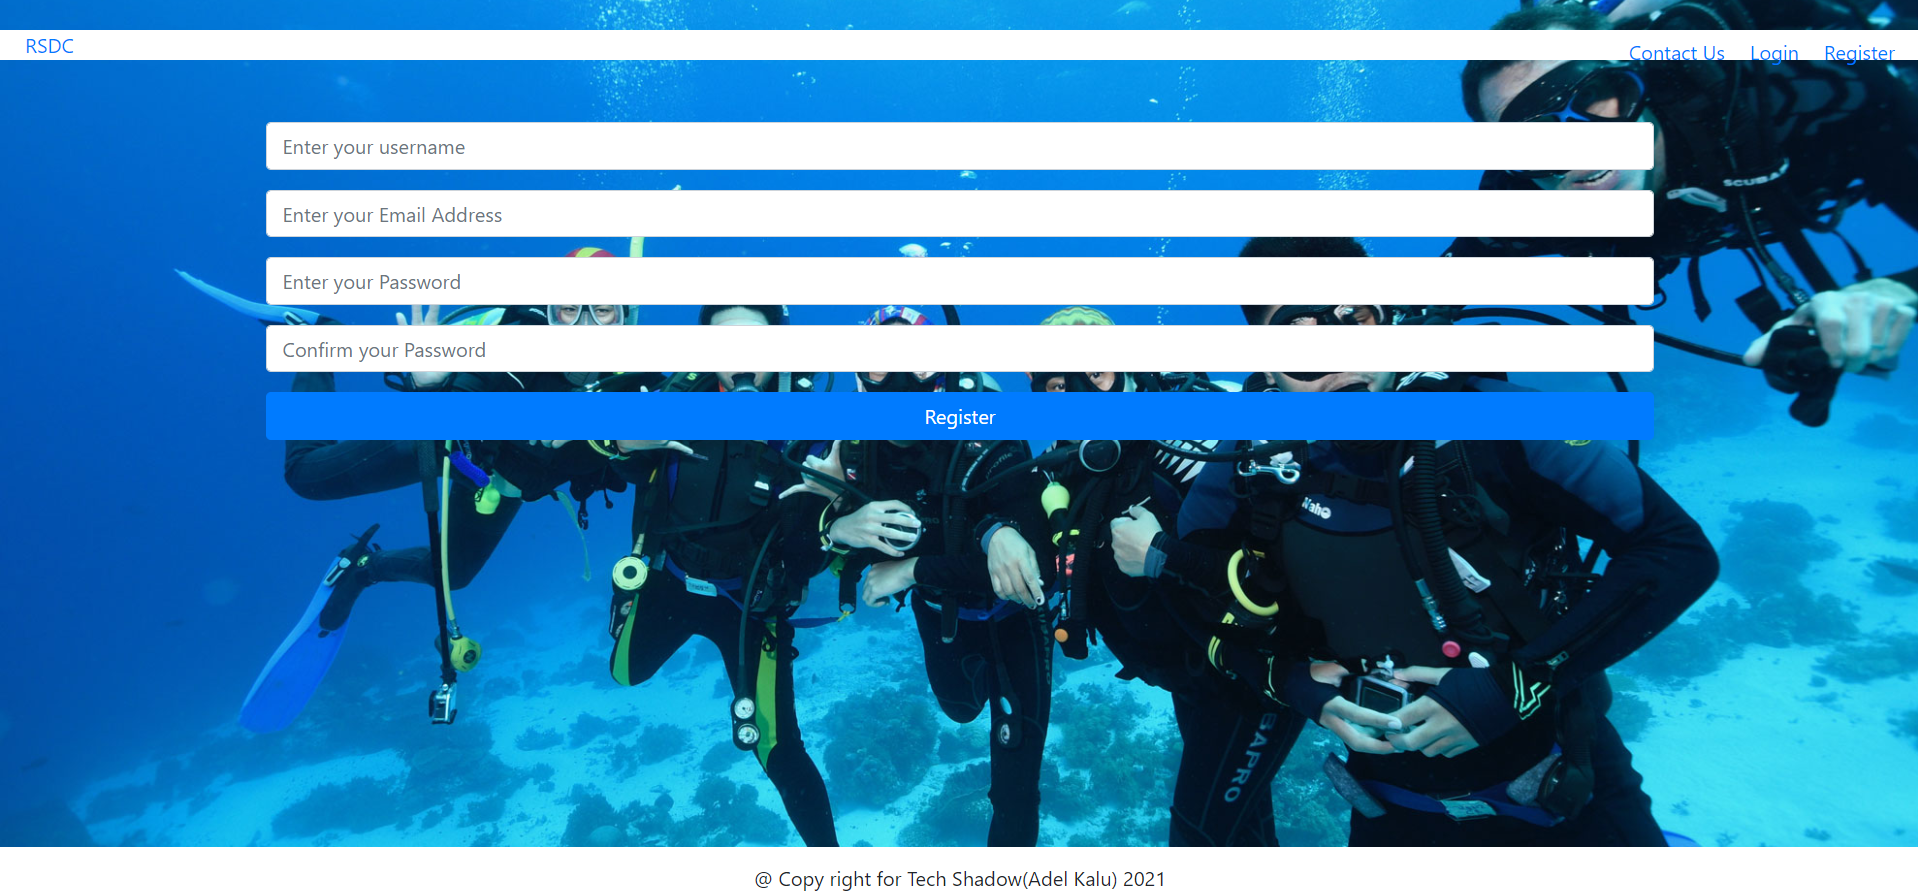 RSDC
Contact Us Login Register
Enter your username
Enter your Email Address
Enter your Password
Confirm your Password
Register
SCUBA
GAPRO
@ Copy right for Tech Shadow(Adel Kalu) 2021